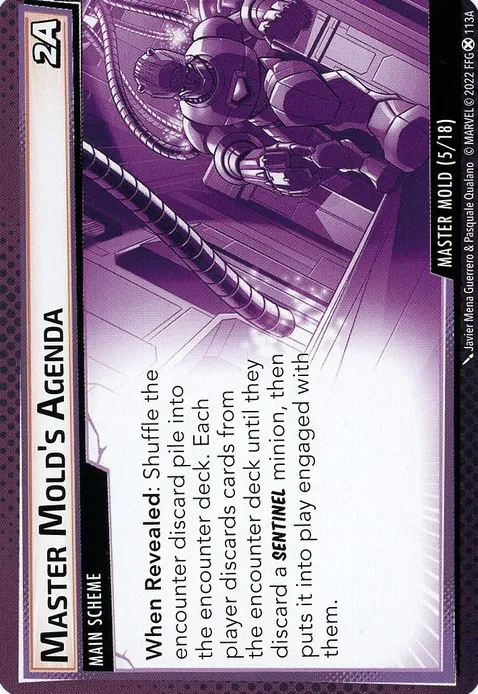 MASTER MOLD'S AGENDA
2A
MAIN SCHEME
When Revealed: Shuffle the
encounter discard pile into
the encounter deck. Each
player discards cards from
the encounter deck until they
discard a SENTINEL minion, then
puts it into play engaged with
them.
MASTER MOLD (5/18)
Javier Mena Guerrero & Pasquale Qualano © MARVEL © 2022 FFG 113A